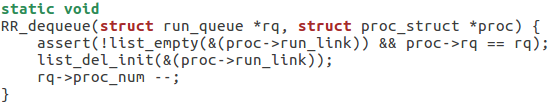 static void
RR_dequeue(struct run_queue *rq, struct proc_struct *proc) {
    assert(!list_empty(&(proc->run_link)) && proc->rq == rq);
    list_del_init(&(proc->run_link));
    rq->proc_num --;
}